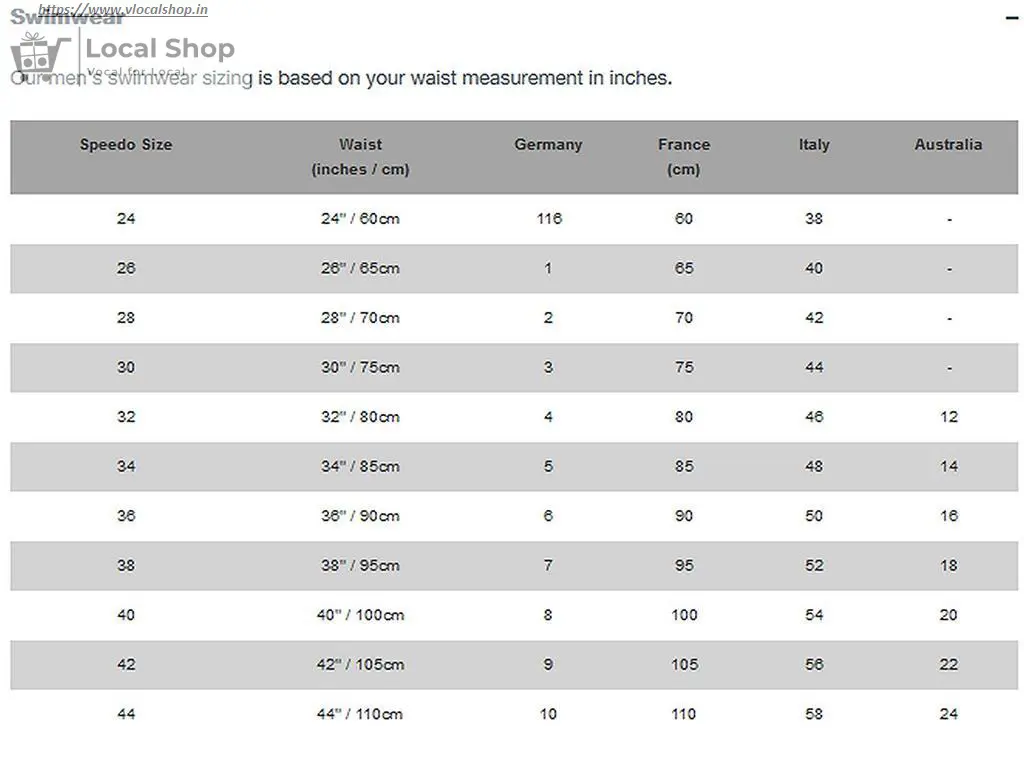 https://www.vlocalshop.in
Swimwear
Local Shop
Vocal for Local
Our men's swimwear sizing is based on your waist measurement in inches.
Speedo Size Waist Germany France Italy Australia
(inches / cm) (cm)
24 24" / 60cm 116 60 38 -
26 26" / 65cm 1 65 40 -
28 28" / 70cm 2 70 42 -
30 30" / 75cm 3 75 44 -
32 32" / 80cm 4 80 46 12
34 34" / 85cm 5 85 48 14
36 36" / 90cm 6 90 50 16
38 38" / 95cm 7 95 52 18
40 40" / 100cm 8 100 54 20
42 42" / 105cm 9 105 56 22
44 44" / 110cm 10 110 58 24